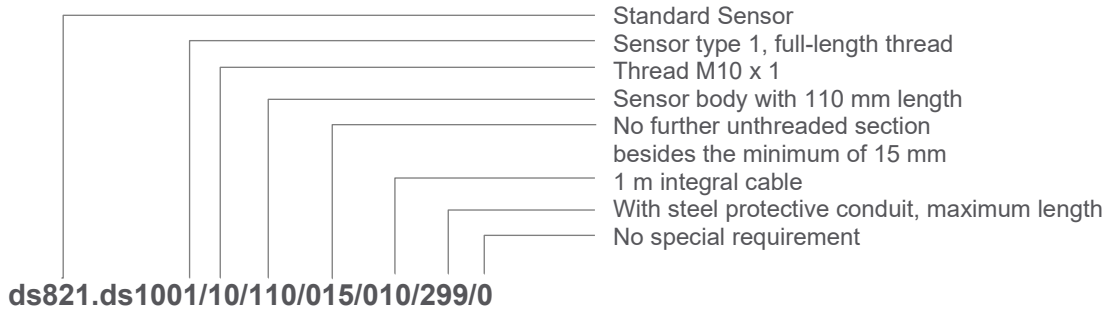 Standard Sensor
Sensor type 1, full-length thread
Thread M10 x 1
Sensor body with 110 mm length
No further unthreaded section
besides the minimum of 15 mm
1 m integral cable
With steel protective conduit, maximum length
No special requirement
ds821.ds1001/10/110/015/010/299/0